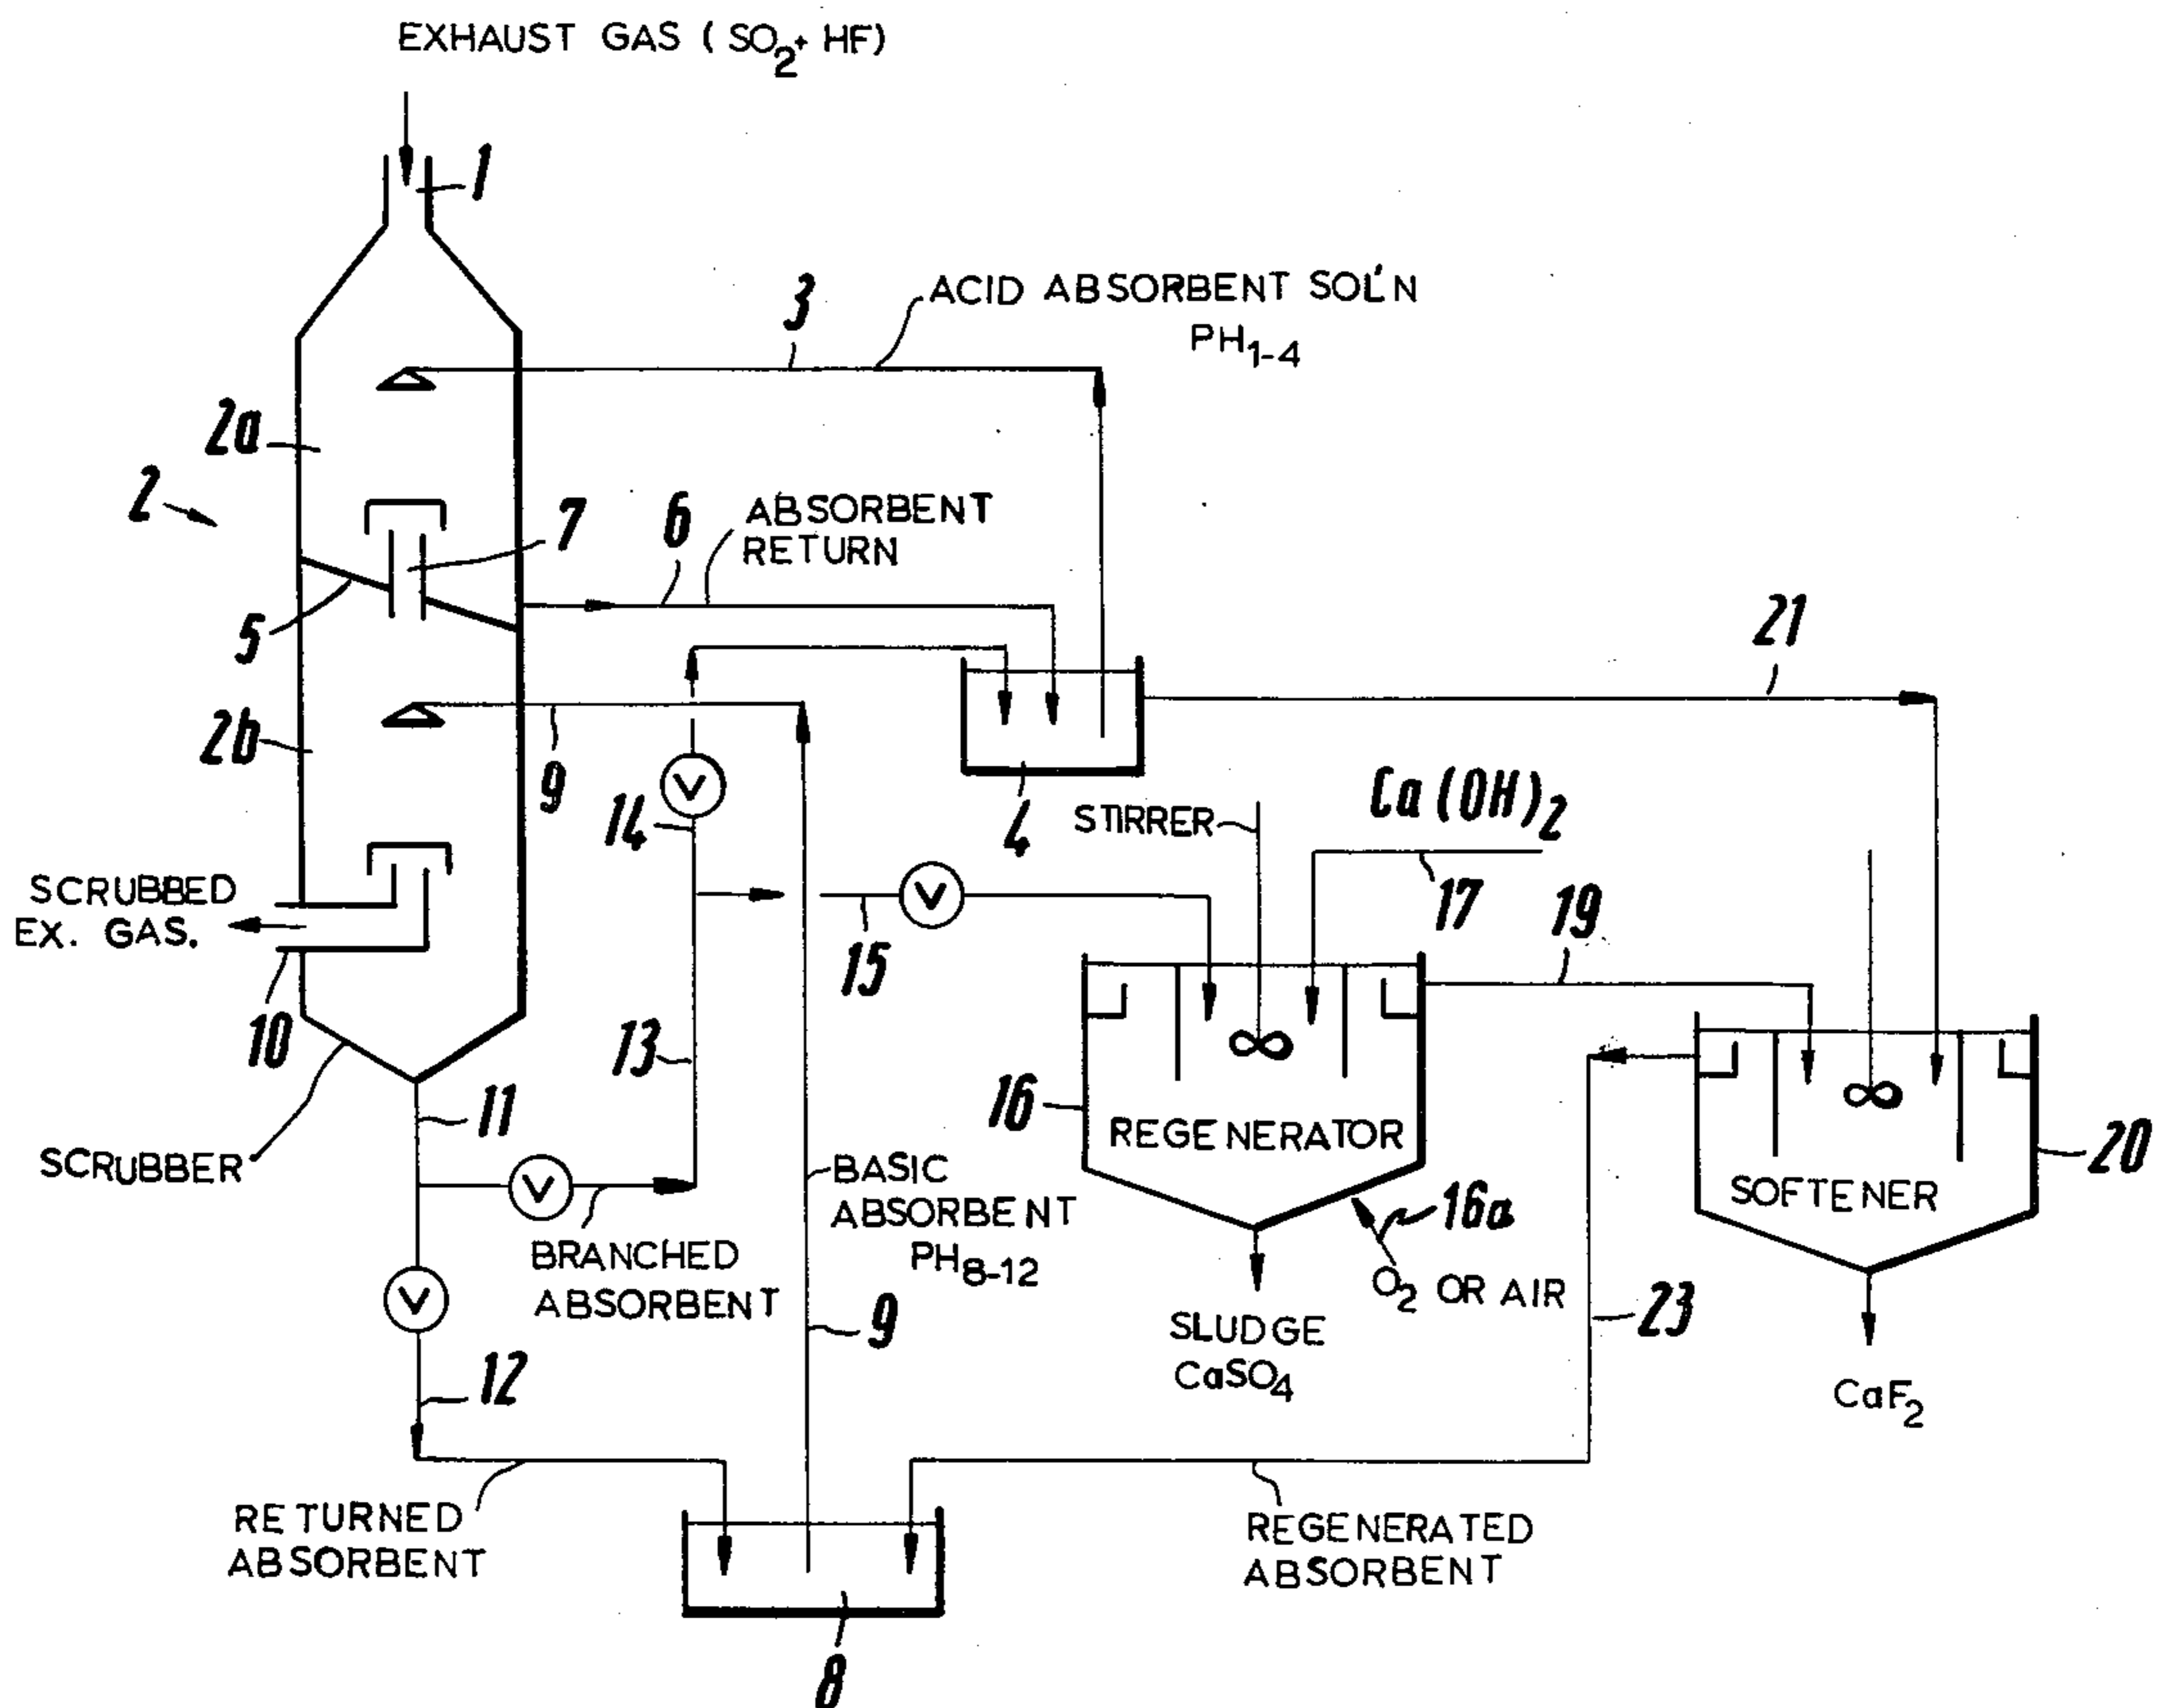 EXHAUST GAS (SO2+ HF)
1
3
ACID ABSORBENT SOL'N
PH1-4
2a
2
7
6
ABSORBENT
RETURN
5
21
2b
9
14
4
STIRRER
Ca(OH)2
SCRUBBED
EX. GAS.
15
17
19
10
13
11
16
REGENERATOR
SCRUBBER
BASIC
ABSORBENT
PH8-12
16a
SOFTENER
20
BRANCHED
ABSORBENT
O2 OR AIR
12
9
SLUDGE
CaSO4
23
CaF2
RETURNED
ABSORBENT
REGENERATED
ABSORBENT
8
V
V
V
V